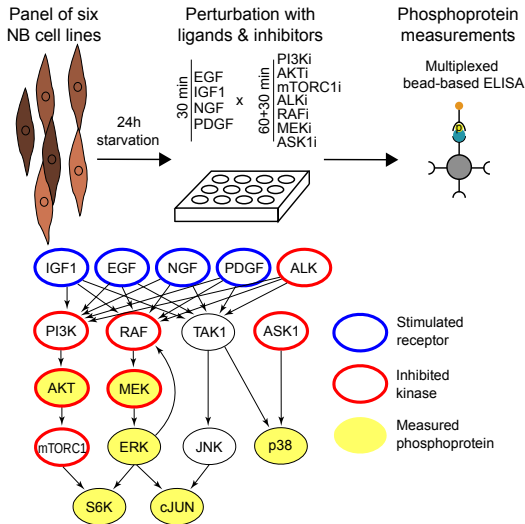 Panel of six
NB cell lines
Perturbation with
ligands & inhibitors
Phosphoprotein
measurements
24h
starvation
30 min
EGF
IGF1
NGF
PDGF
x
60+30 min
PI3Ki
AKTi
mTORC1i
ALKi
RAFi
MEKi
ASK1i
Multiplexed
bead-based ELISA
IGF1
EGF
NGF
PDGF
ALK
PI3K
RAF
TAK1
ASK1
AKT
MEK
mTORC1
ERK
JNK
p38
S6K
cJUN
Stimulated
receptor
Inhibited
kinase
Measured
phosphoprotein